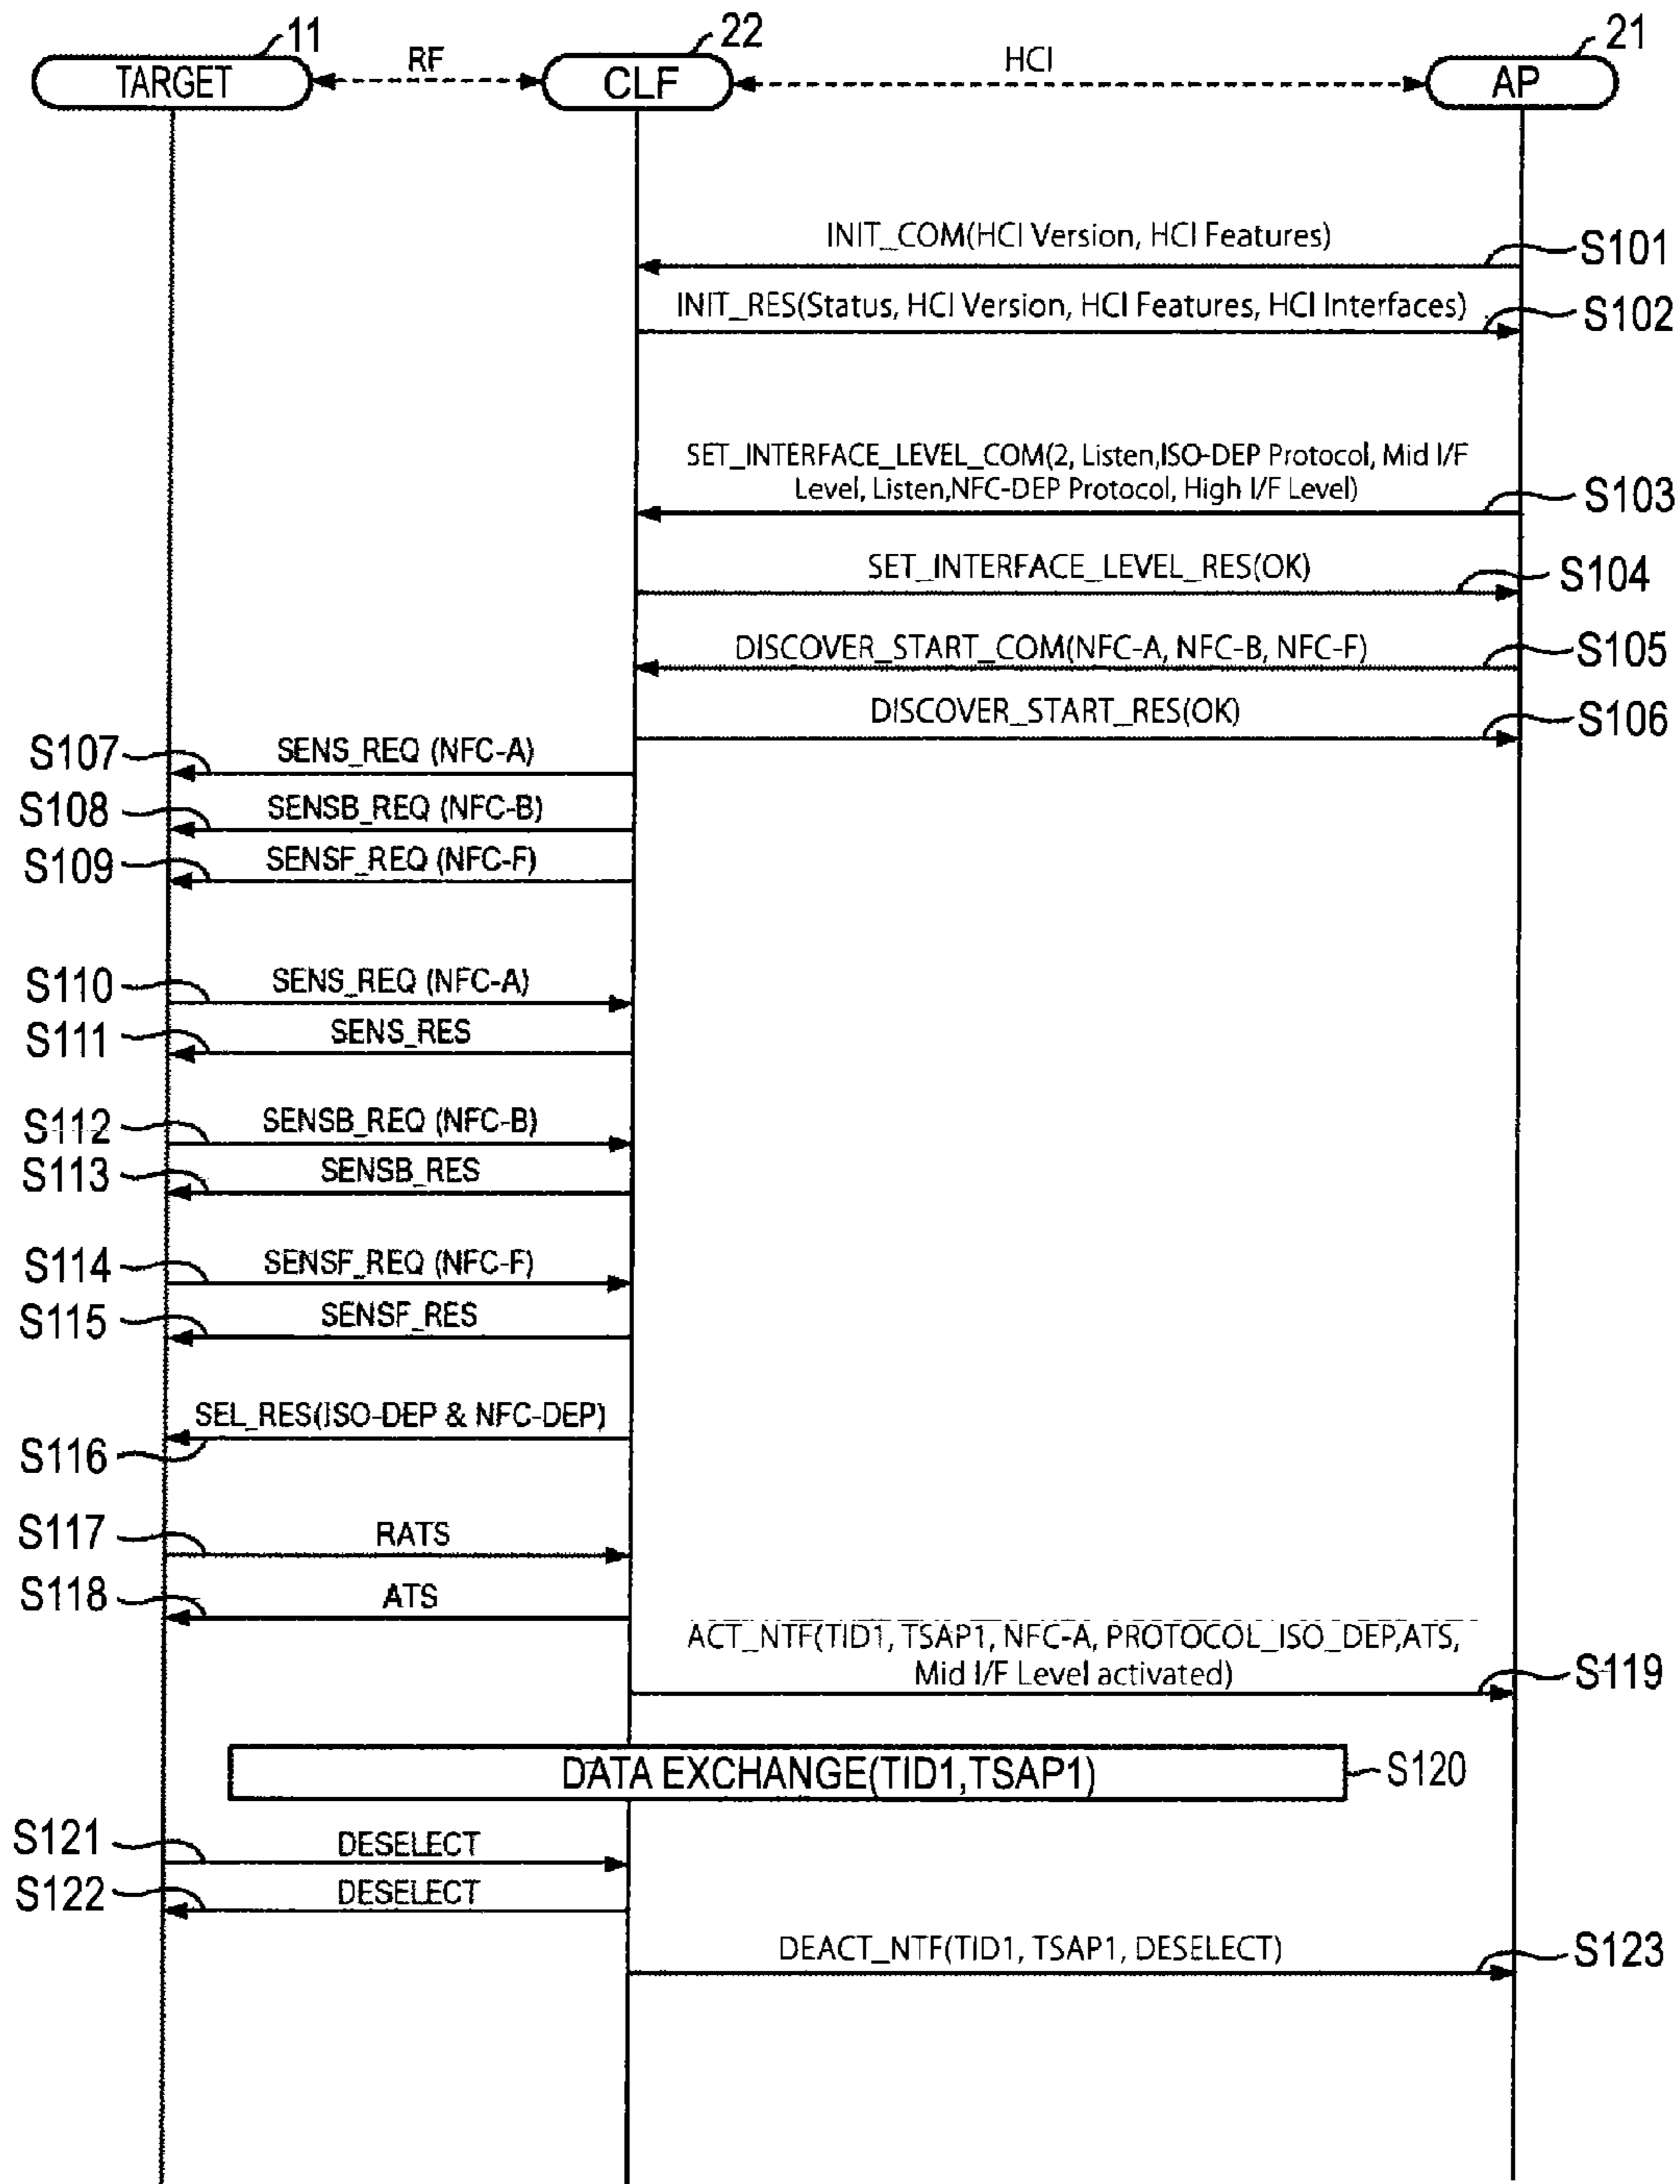 11
22
21
TARGET
RF
CLF
HCI
AP
INIT_COM(HCI Version, HCI Features)
S101
INIT_RES(Status, HCI Version, HCI Features, HCI Interfaces)
S102
SET_INTERFACE_LEVEL_COM(2, Listen,ISO-DEP Protocol, Mid I/F
Level, Listen,NFC-DEP Protocol, High I/F Level)
S103
SET_INTERFACE_LEVEL_RES(OK)
S104
DISCOVER_START_COM(NFC-A, NFC-B, NFC-F)
S105
DISCOVER_START_RES(OK)
S106
S107
SENS_REQ (NFC-A)
S108
SENSB_REQ (NFC-B)
S109
SENSF_REQ (NFC-F)
S110
SENS_REQ (NFC-A)
S111
SENS_RES
S112
SENSB_REQ (NFC-B)
S113
SENSB_RES
S114
SENSF_REQ (NFC-F)
S115
SENSF_RES
SEL_RES(ISO-DEP & NFC-DEP)
S116
S117
RATS
S118
ATS
ACT_NTF(TID1, TSAP1, NFC-A, PROTOCOL_ISO_DEP,ATS,
Mid I/F Level activated)
S119
DATA EXCHANGE(TID1,TSAP1)
S120
S121
DESELECT
S122
DESELECT
DEACT_NTF(TID1, TSAP1, DESELECT)
S123